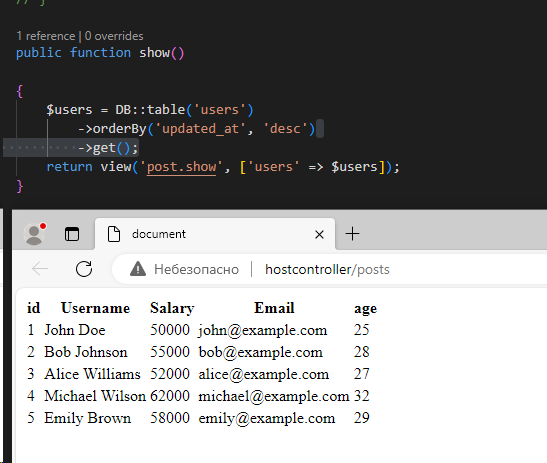 // }
1 reference | 0 overrides
public function show()
{
$users = DB::table('users')
->orderBy('updated_at', 'desc')
->get();
return view('post.show', ['users' => $users]);
}
document
Небезопасно hostcontroller/posts
id Username Salary Email age
1 John Doe 50000 john@example.com 25
2 Bob Johnson 55000 bob@example.com 28
3 Alice Williams 52000 alice@example.com 27
4 Michael Wilson 62000 michael@example.com 32
5 Emily Brown 58000 emily@example.com 29